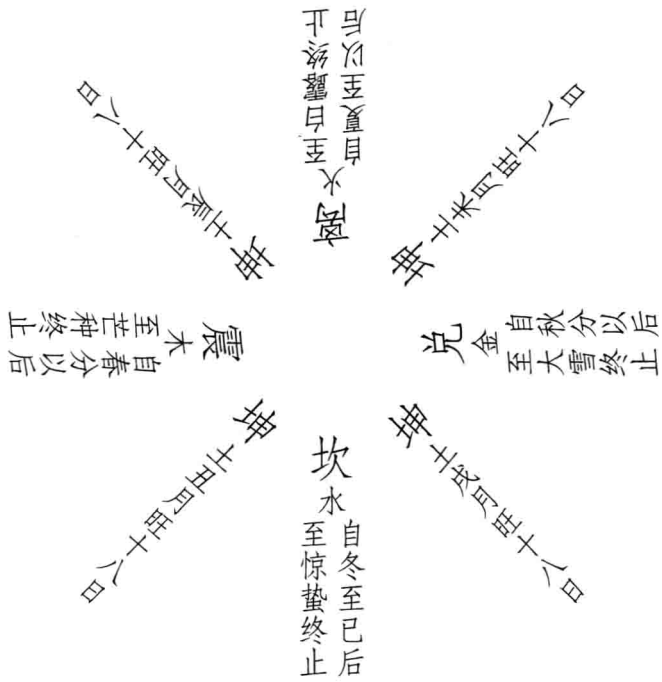 离
火
自夏至以后
至白露终止
坤
土未月旺十八日
兑
金
自秋分以后
至大雪终止
坤
土戌月旺十八日
坎
水
自冬至已后
至惊蛰终止
坤
土丑月旺十八日
震
木
自春分以后
至芒种终止
坤
土辰月旺十八日